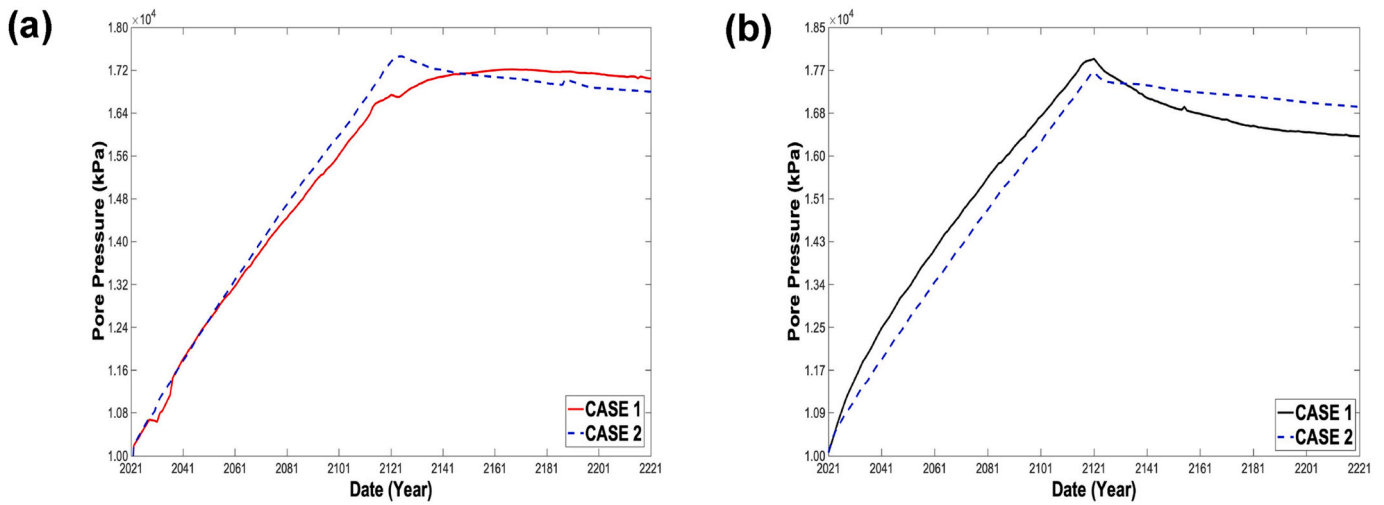 (a)
×10⁴
1.80
1.72
1.64
1.56
1.48
1.40
1.32
1.24
1.16
1.08
1.00
Pore Pressure (kPa)
CASE 1
CASE 2
2021 2041 2061 2081 2101 2121 2141 2161 2181 2201 2221
Date (Year)
(b)
×10⁴
1.85
1.77
1.68
1.60
1.51
1.43
1.34
1.25
1.17
1.09
1.00
Pore Pressure (kPa)
CASE 1
CASE 2
2021 2041 2061 2081 2101 2121 2141 2161 2181 2201 2221
Date (Year)